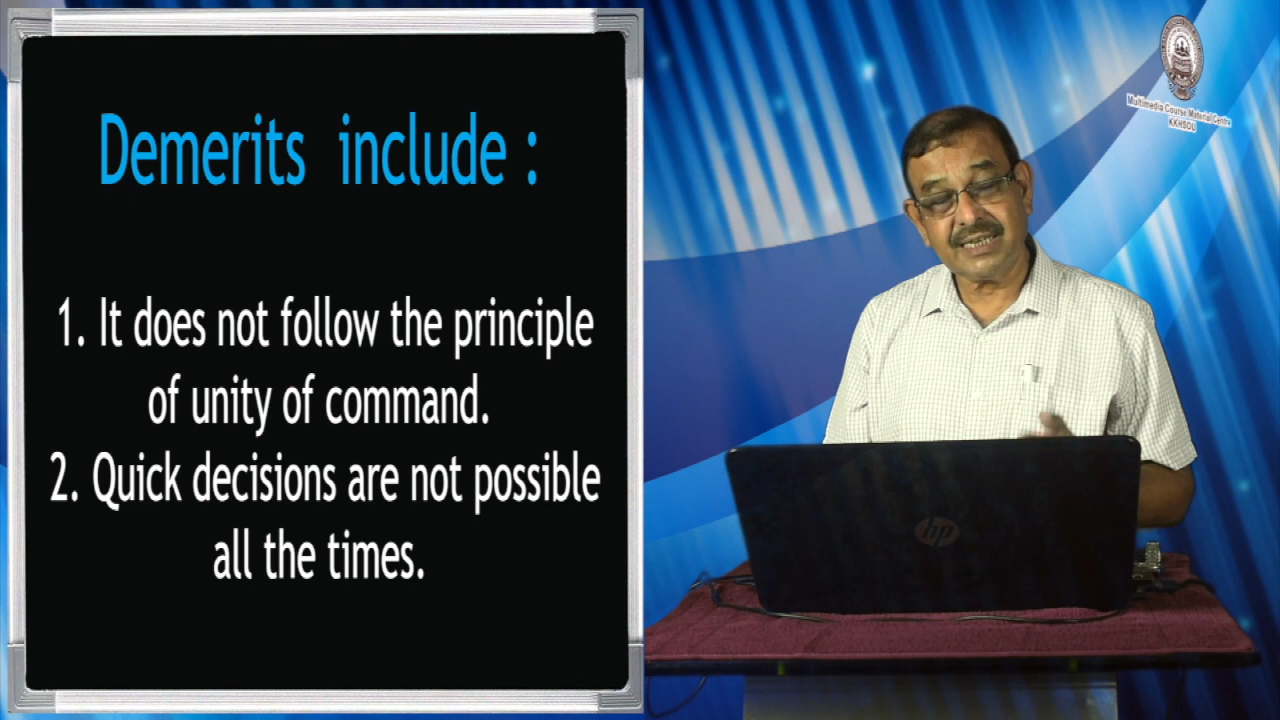 Demerits include :
1. It does not follow the principle
of unity of command.
2. Quick decisions are not possible
all the times.
Multimedia Course Material Centre
KKHSOU
hp